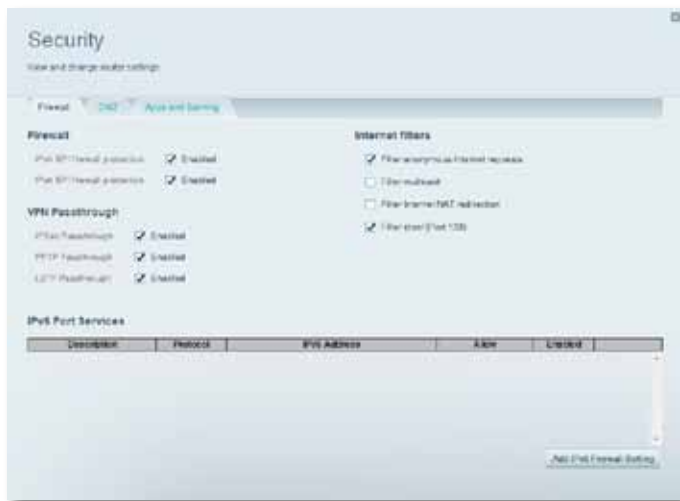 Security
View and change router settings
Firewall DMZ Apps and Gaming
Firewall
IPv4 SPI firewall protection Enabled
IPv6 SPI firewall protection Enabled
VPN Passthrough
IPSec Passthrough Enabled
PPTP Passthrough Enabled
L2TP Passthrough Enabled
Internet filters
Filter anonymous Internet requests
Filter multicast
Filter Internet NAT redirection
Filter ident (Port 113)
IPv6 Port Services
Description Protocol IPv6 Address Allow Enabled
Add IPv6 Firewall Setting